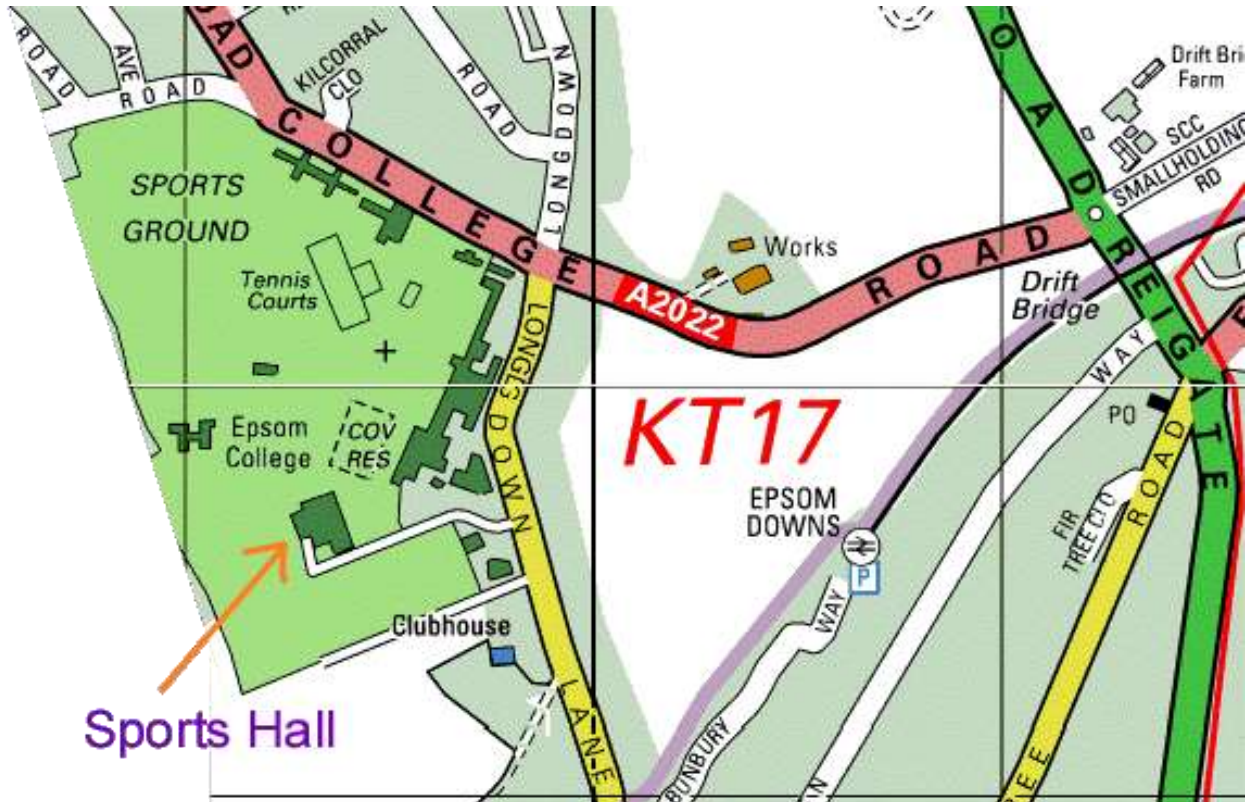 ROAD
AVE
ROAD
ROAD
KILCORRAL
CLO
ROAD
LONGDOWN
COLLEGE
ROAD
A2022
ROAD
REIGATE
Drift Bri
Farm
SCC
SMALLHOLDING
RD
SPORTS
GROUND
Tennis
Courts
Works
Drift
Bridge
WAY
LONGDOWN
LANE
S
KT17
PO
Epsom
College
COV
RES
EPSOM
DOWNS
P
FIR
TREE CLO
ROAD
Clubhouse
WAY
BUNBURY
Sports Hall